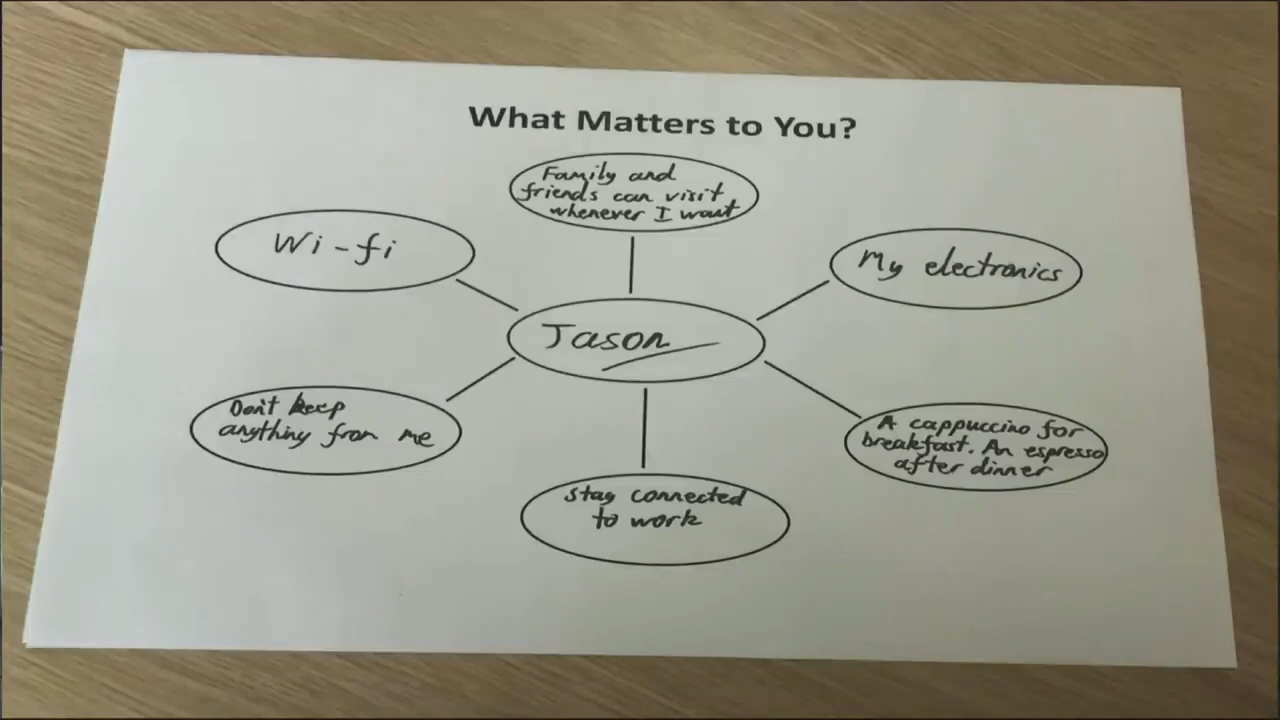 What Matters to You?
Family and
friends can visit
whenever I want
Wi-fi
My electronics
Jason
Don't keep
anything from me
A cappuccino for
breakfast. An espresso
after dinner
Stay connected
to work